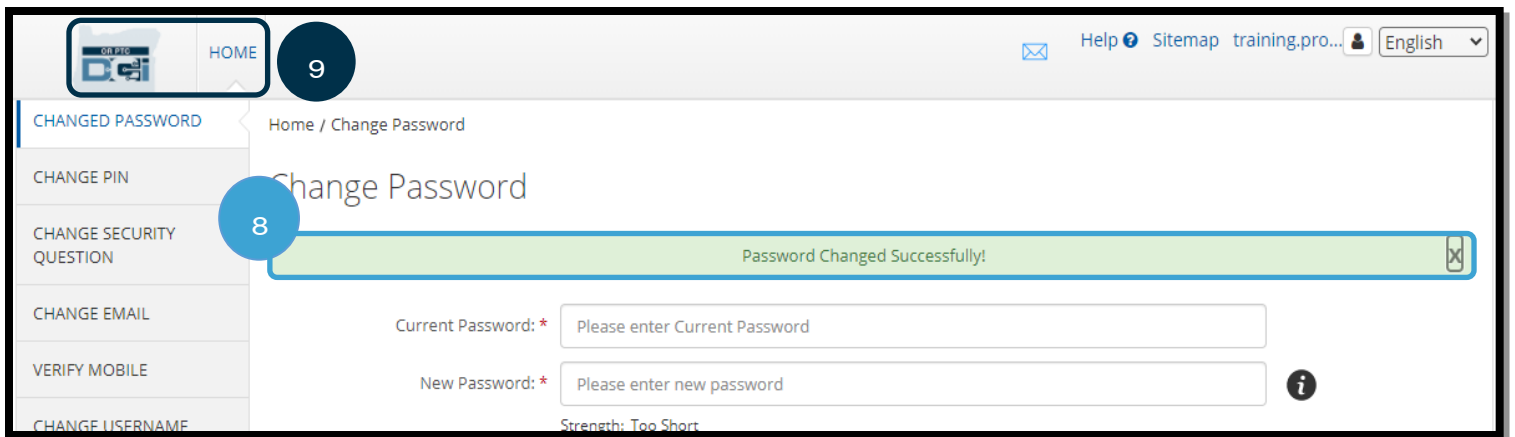 OR PTC
DCI
HOME
9
Help
Sitemap
training.pro...
English
CHANGED PASSWORD
Home / Change Password
CHANGE PIN
Change Password
8
CHANGE SECURITY
QUESTION
Password Changed Successfully!
X
CHANGE EMAIL
Current Password: *
Please enter Current Password
VERIFY MOBILE
New Password: *
Please enter new password
i
CHANGE USERNAME
Strength: Too Short